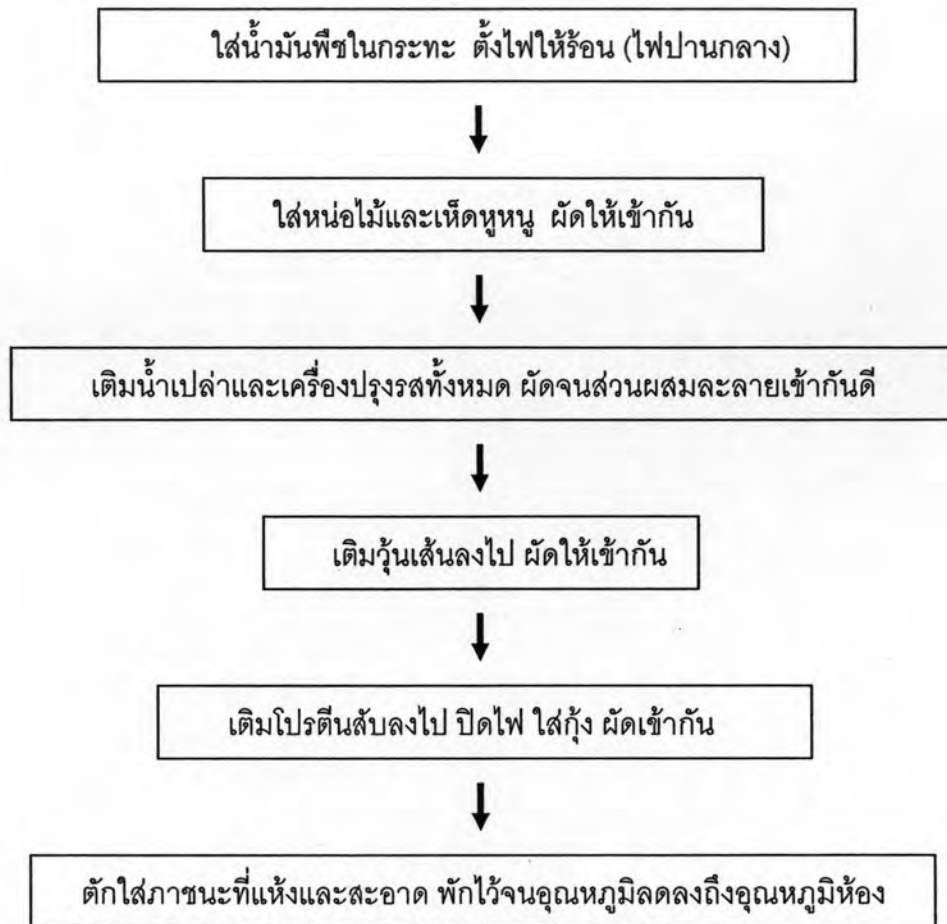 ใส่น้ำมันพืชในกระทะ ตั้งไฟให้ร้อน (ไฟปานกลาง)
ใส่หน่อไม้และเห็ดหูหนู ผัดให้เข้ากัน
เติมน้ำเปล่าและเครื่องปรุงรสทั้งหมด ผัดจนส่วนผสมละลายเข้ากันดี
เติมวุ้นเส้นลงไป ผัดให้เข้ากัน
เติมโปรตีนสับลงไป ปิดไฟ ใส่กุ้ง ผัดเข้ากัน
ตักใส่ภาชนะที่แห้งและสะอาด พักไว้จนอุณหภูมิลดลงถึงอุณหภูมิห้อง